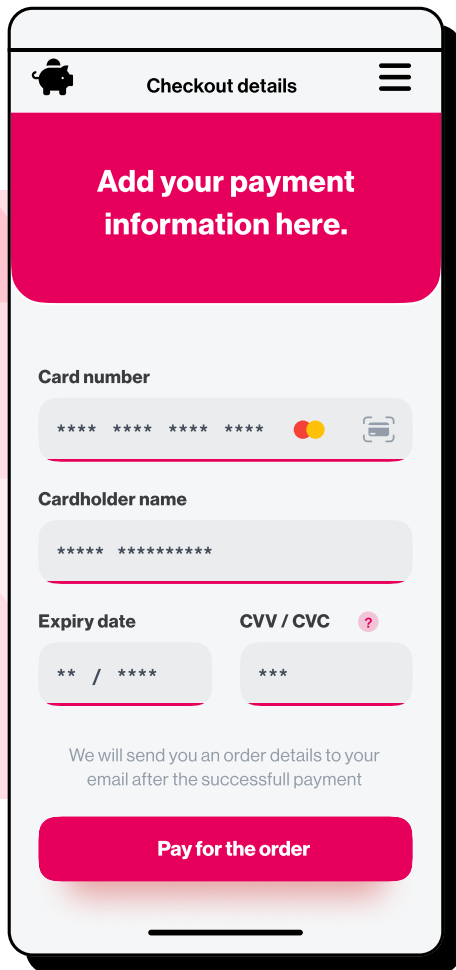 Checkout details
Add your payment
information here.
Card number
**** **** **** ****
Cardholder name
***** **********
Expiry date CVV / CVC ?
** / **** ***
We will send you an order details to your
email after the successfull payment
Pay for the order